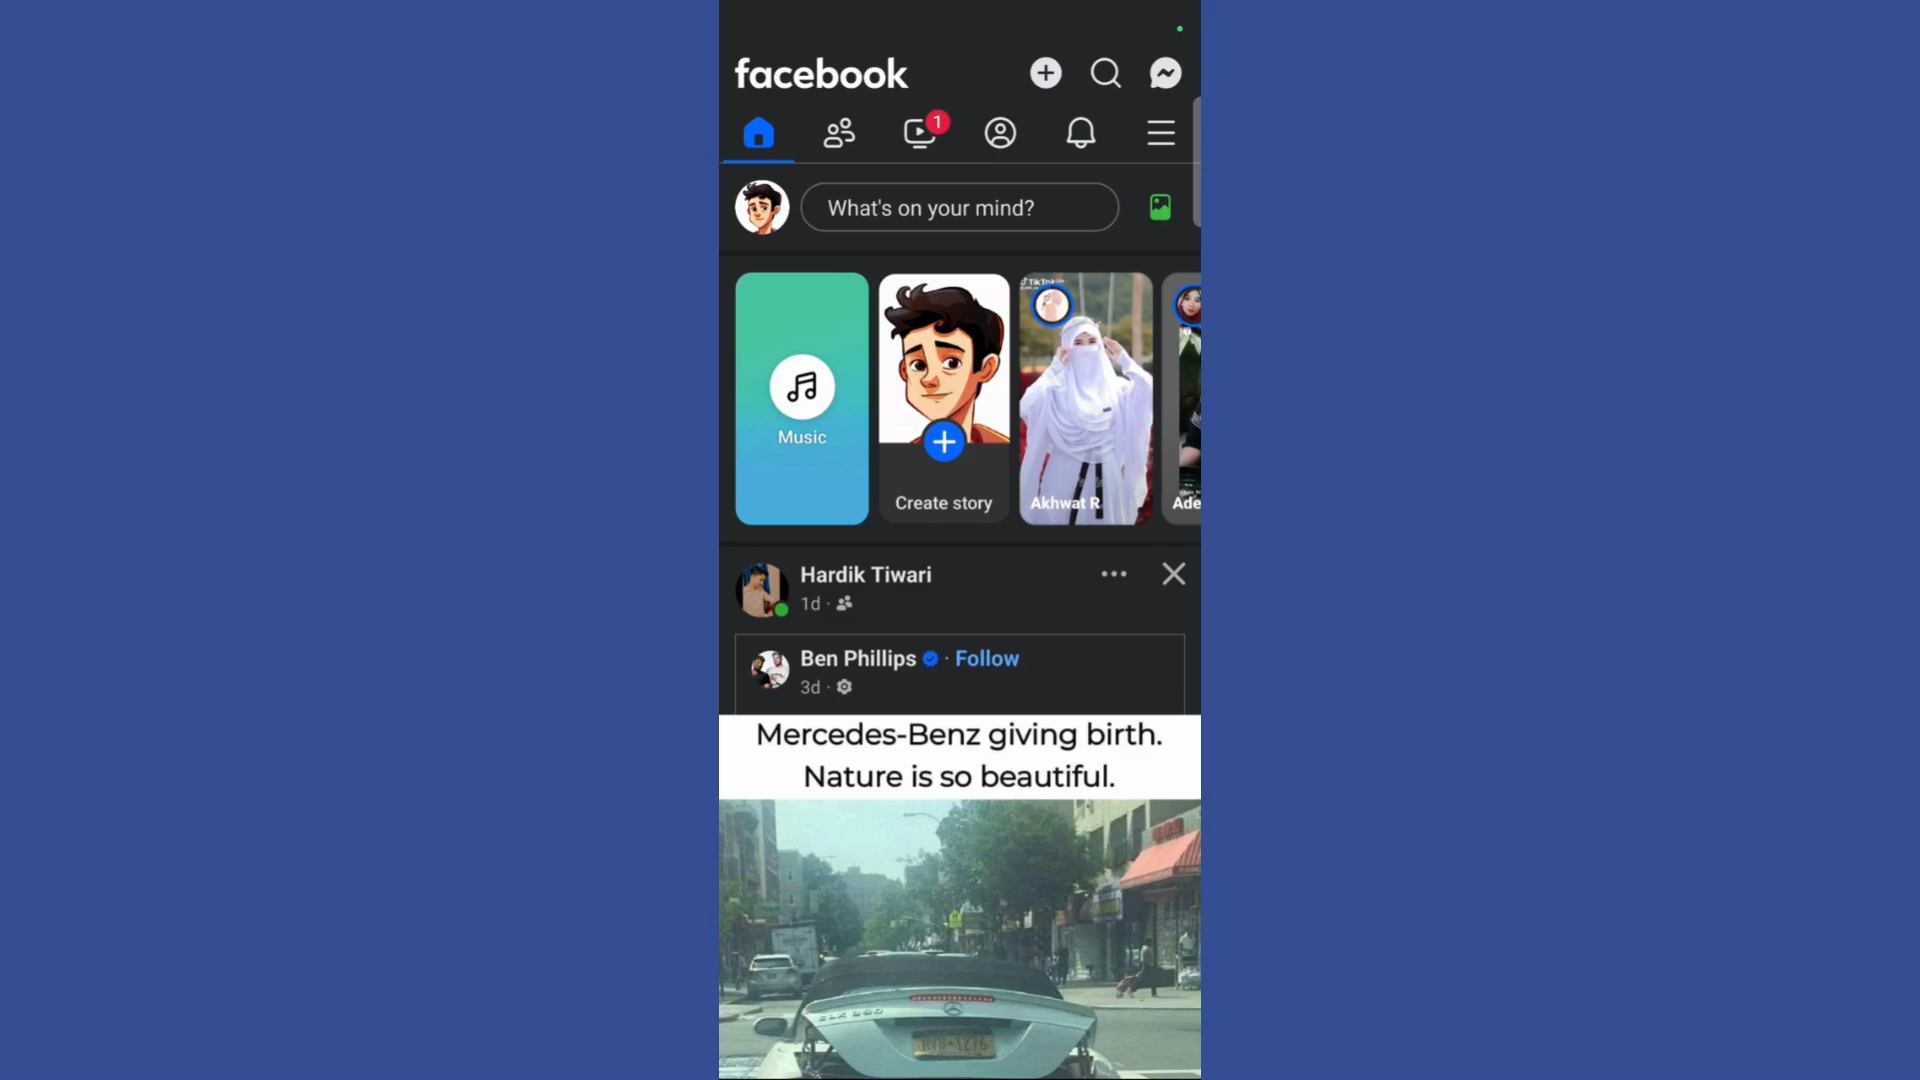 facebook
1
What's on your mind?
TikTok
Music
Create story
Akhwat R
Ade
Hardik Tiwari
1d ·
Ben Phillips · Follow
3d ·
Mercedes-Benz giving birth.
Nature is so beautiful.